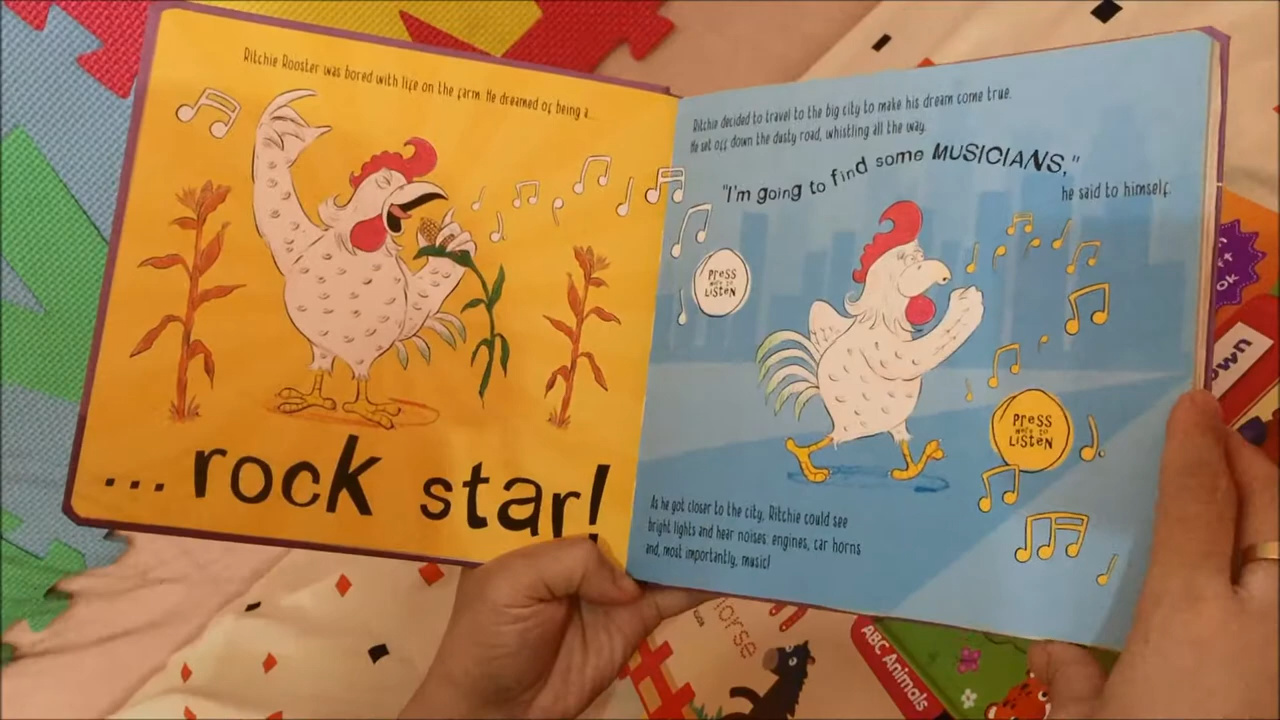 Ritchie Rooster was bored with life on the farm. He dreamed of being a...
...rock star!
Ritchie decided to travel to the big city to make his dream come true.
He set off down the dusty road, whistling all the way.
"I'm going to find some MUSICIANS,"
he said to himself.
PRESS
HERE TO
LISTEN
PRESS
HERE TO
LISTEN
As he got closer to the city, Ritchie could see
bright lights and hear noises: engines, car horns
and, most importantly, music!
orse
ABC Animals
own